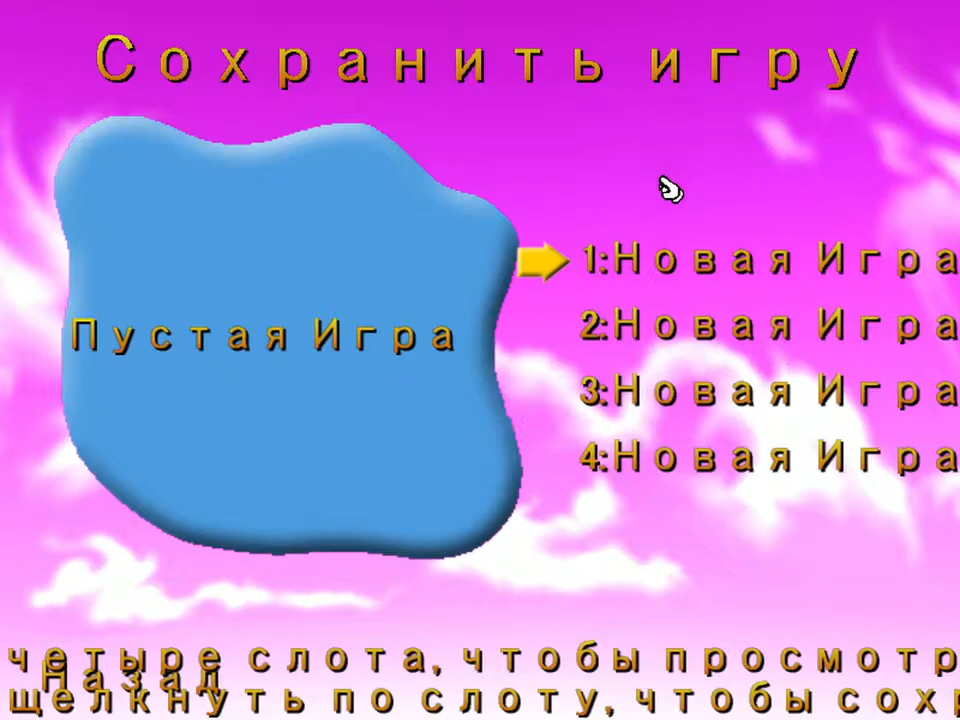 Сохранить игру
1:Новая Игра
2:Новая Игра
Пустая Игра
3:Новая Игра
4:Новая Игра
четыре слота, чтобы просмотр
Назад
щелкнуть по слоту, чтобы сохр